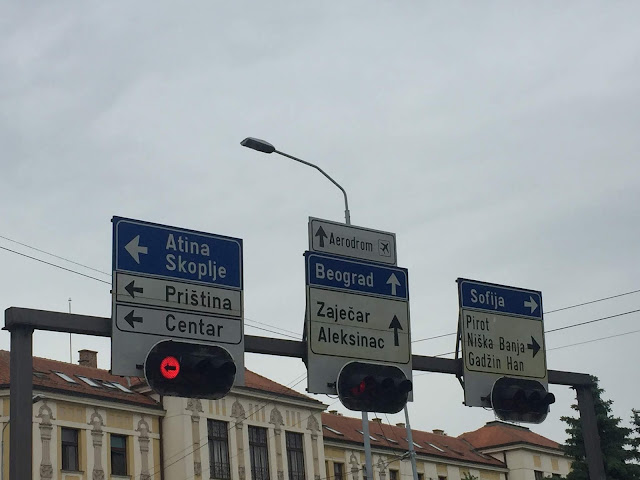 Atina
Skoplje
Priština
Centar
Aerodrom
Beograd
Zaječar
Aleksinac
Sofija
Pirot
Niška Banja
Gadžin Han